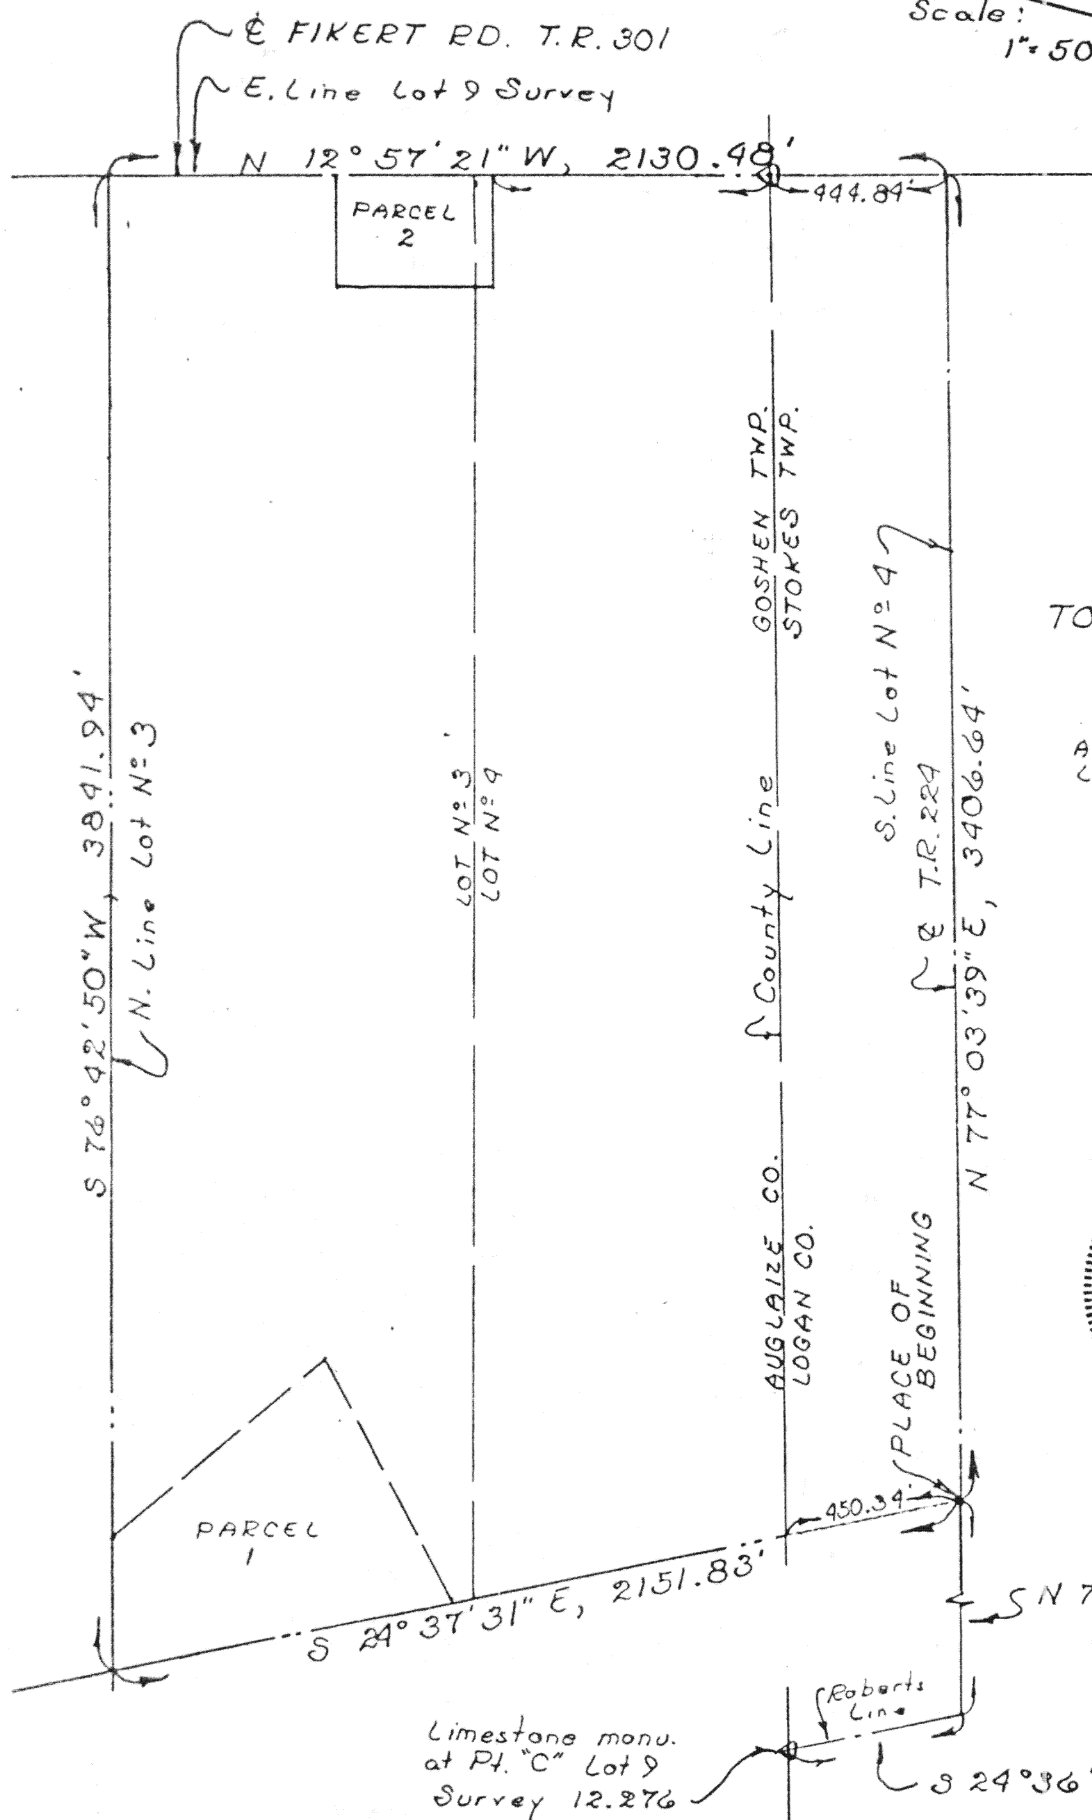 Scale:
1"= 50
℄ FIKERT RD. T.R. 301
E. Line Lot 9 Survey
N 12° 57' 21" W, 2130.48'
444.84'
PARCEL
2
GOSHEN TWP.
STOKES TWP.
S. Line Lot Nº 4
TO
S 76° 42' 50" W, 3841.94'
N. Line Lot Nº 3
LOT Nº 3
LOT Nº 4
County Line
℄ T.R. 224
N 77° 03' 39" E, 3406.64'
AUGLAIZE CO.
LOGAN CO.
PLACE OF
BEGINNING
450.34'
PARCEL
1
S 24° 37' 31" E, 2151.83'
N 7
Roberts
Line
Limestone monu.
at Pt. "C" Lot 9
Survey 12.276
S 24° 36'